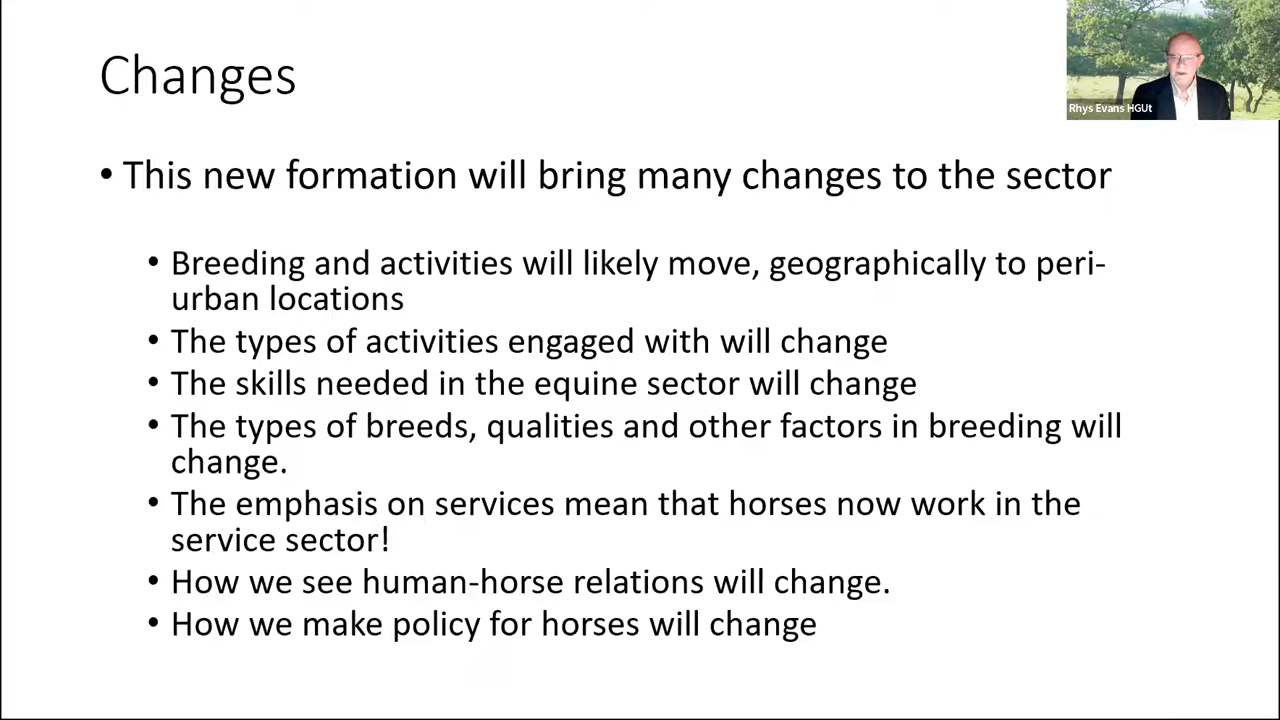 Changes
Rhys Evans HGUt
• This new formation will bring many changes to the sector
• Breeding and activities will likely move, geographically to peri-
urban locations
• The types of activities engaged with will change
• The skills needed in the equine sector will change
• The types of breeds, qualities and other factors in breeding will
change.
• The emphasis on services mean that horses now work in the
service sector!
• How we see human-horse relations will change.
• How we make policy for horses will change